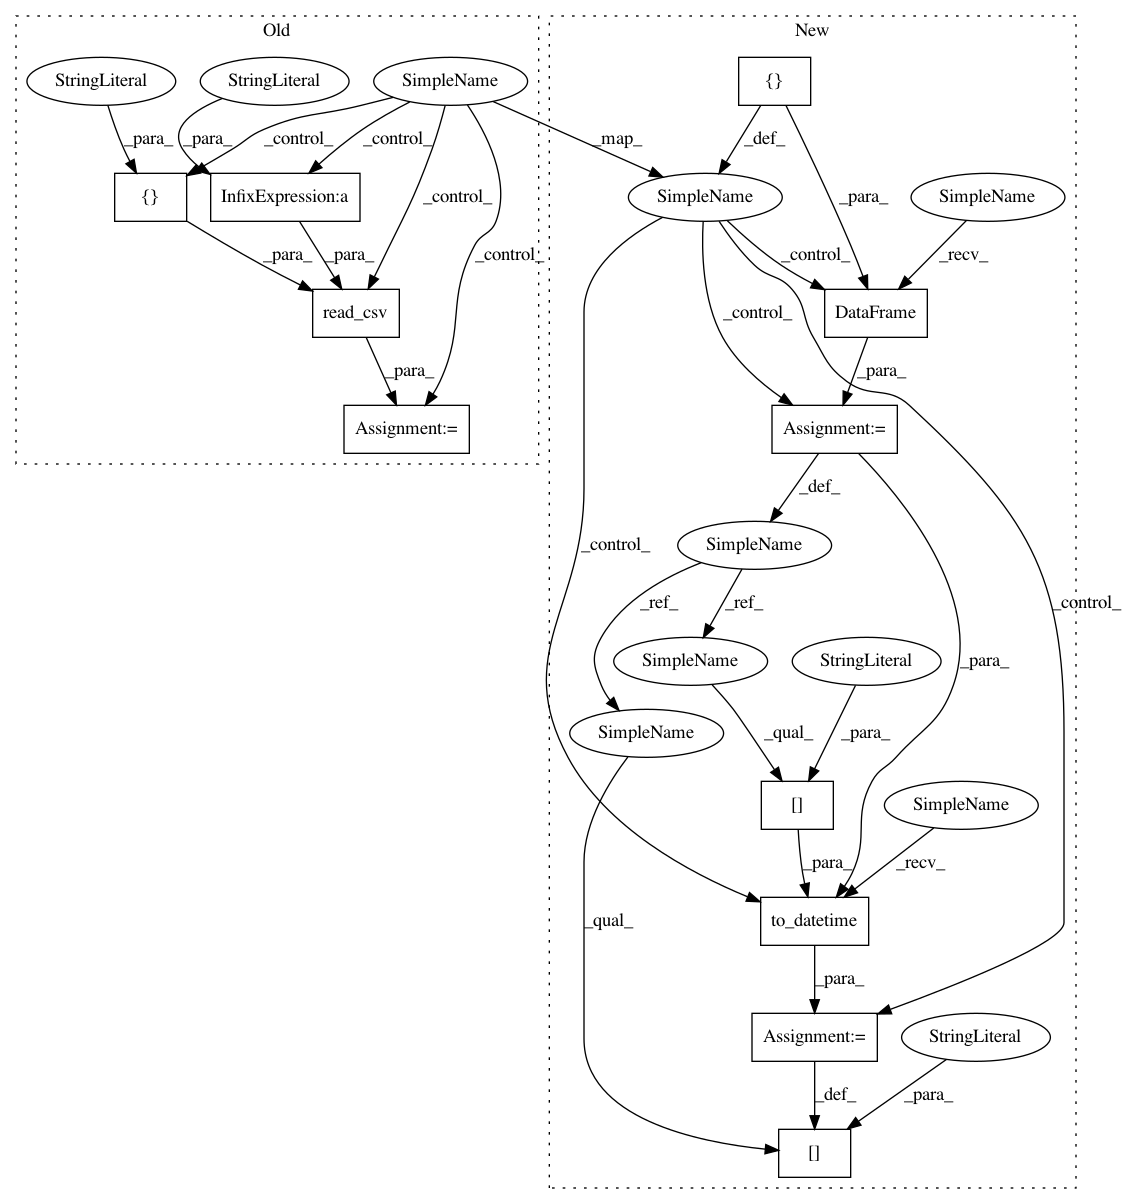 Old
New
StringLiteral
StringLiteral
SimpleName
{}
_para_
_para_
_control_
_control_
_map_
_def_
{}
InfixExpression:a
_control_
SimpleName
_para_
SimpleName
_para_
_para_
_control_
_control_
_recv_
read_csv
_control_
DataFrame
_para_
_para_
Assignment:=
Assignment:=
_def_
_control_
SimpleName
_ref_
_ref_
_control_
SimpleName
StringLiteral
_para_
SimpleName
_qual_
_para_
[]
SimpleName
_para_
_recv_
_qual_
to_datetime
_para_
Assignment:=
StringLiteral
_def_
_para_
[]